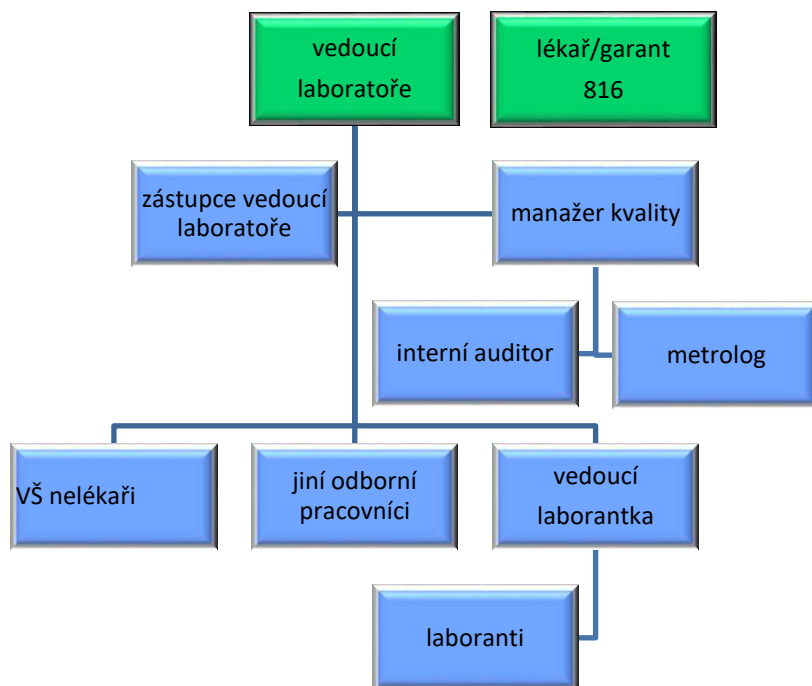 vedoucí
laboratoře
lékař/garant
816
zástupce vedoucí
laboratoře
manažer kvality
interní auditor
metrolog
VŠ nelékaři
jiní odborní
pracovníci
vedoucí
laborantka
laboranti